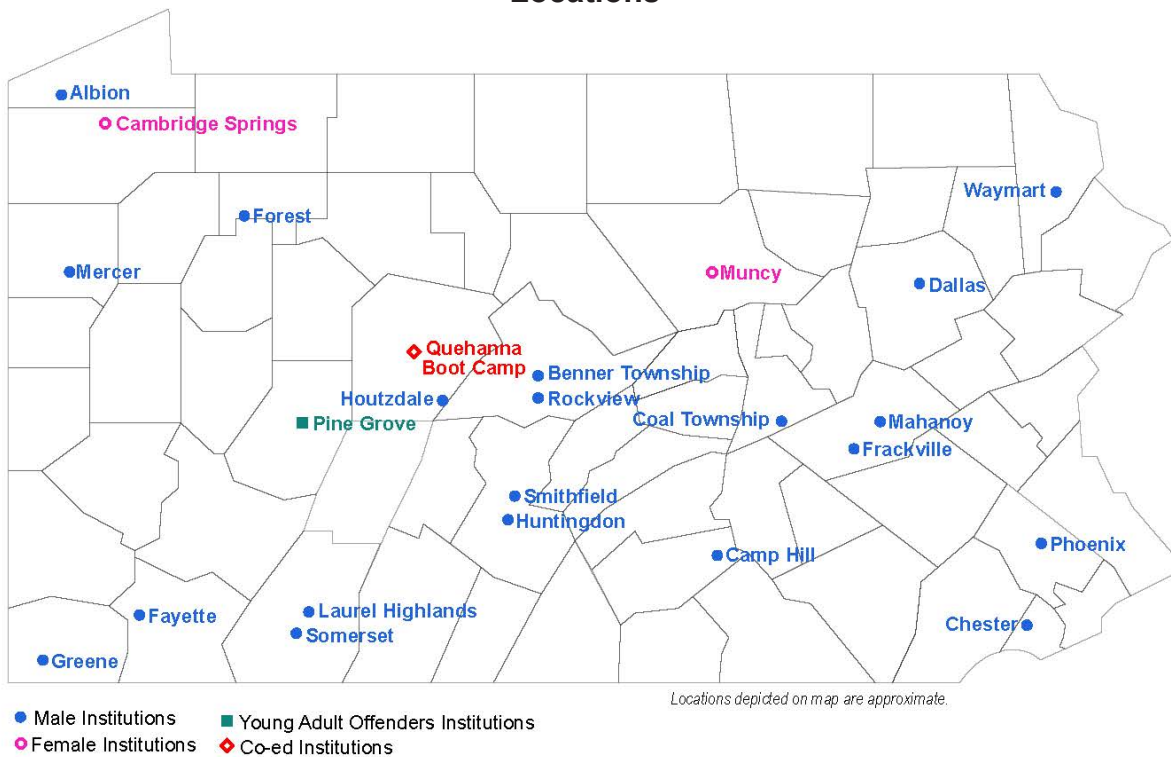 Locations
Albion
Cambridge Springs
Waymart
Forest
Mercer
Muncy
Dallas
Quehanna
Boot Camp
Benner Township
Houtzdale
Rockview
Pine Grove
Coal Township
Mahanoy
Frackville
Smithfield
Huntingdon
Camp Hill
Phoenix
Laurel Highlands
Fayette
Somerset
Chester
Greene
Locations depicted on map are approximate.
Male Institutions
Young Adult Offenders Institutions
Female Institutions
Co-ed Institutions